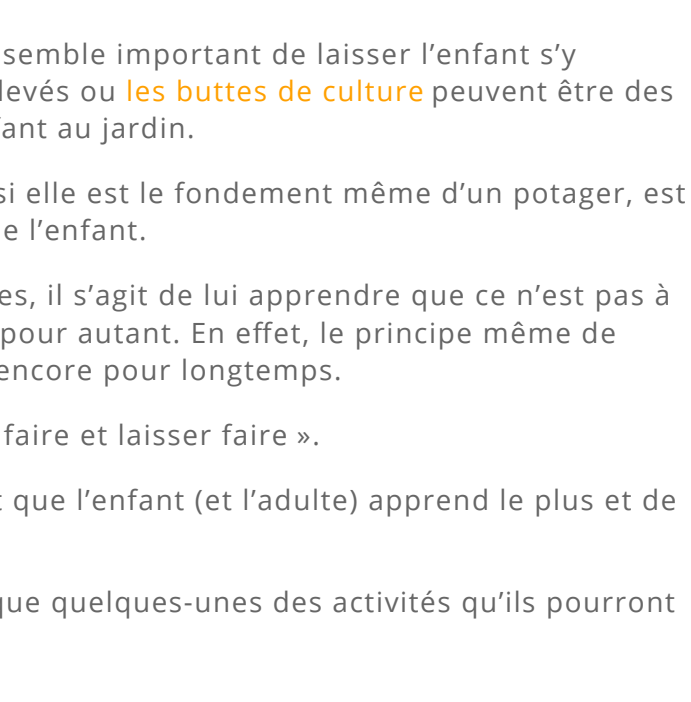 semble important de laisser l’enfant s’y
levés ou les buttes de culture peuvent être des
fant au jardin.
si elle est le fondement même d’un potager, est
e l’enfant.
es, il s’agit de lui apprendre que ce n’est pas à
pour autant. En effet, le principe même de
encore pour longtemps.
faire et laisser faire ».
t que l’enfant (et l’adulte) apprend le plus et de
que quelques-unes des activités qu’ils pourront